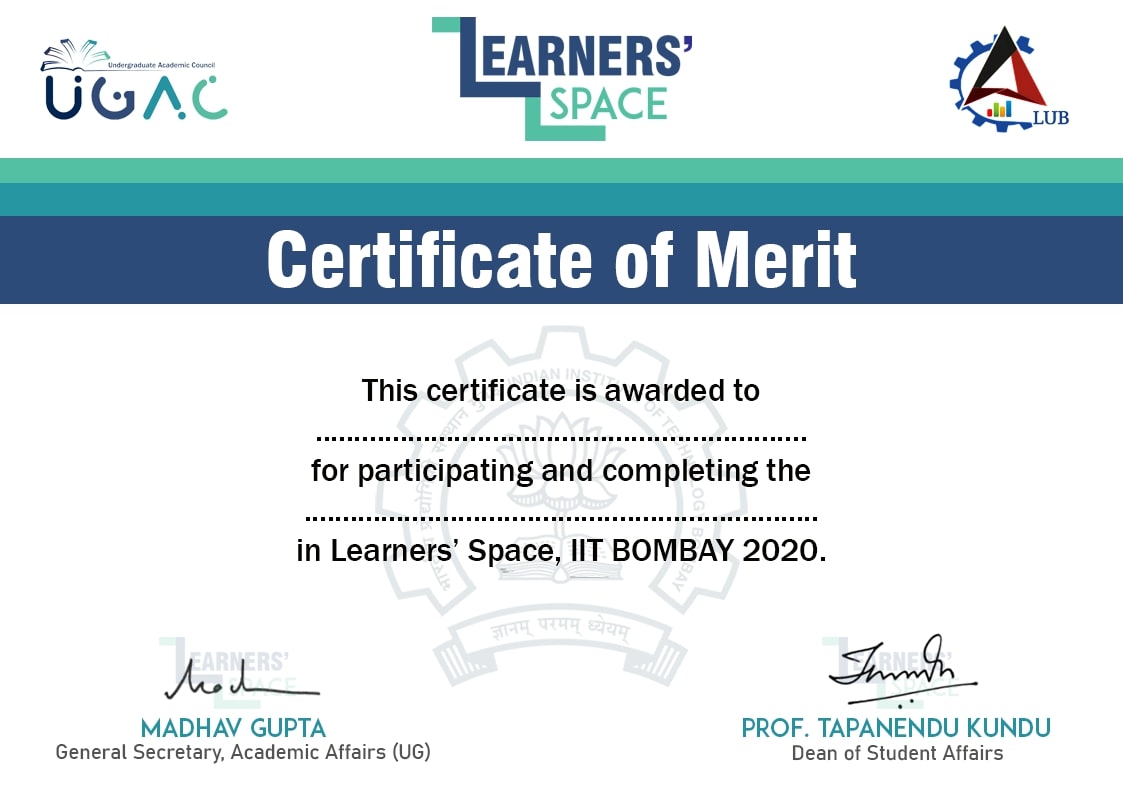 Undergraduate Academic Council
UGAC
LEARNERS’
SPACE
LUB
Certificate of Merit
INDIAN INSTITUTE OF TECHNOLOGY BOMBAY
This certificate is awarded to
................................................................
for participating and completing the
...................................................................
in Learners’ Space, IIT BOMBAY 2020.
ज्ञानम् परमम् ध्येयम्
LEARNERS’
SPACE
MADHAV GUPTA
General Secretary, Academic Affairs (UG)
LEARNERS’
SPACE
PROF. TAPANENDU KUNDU
Dean of Student Affairs